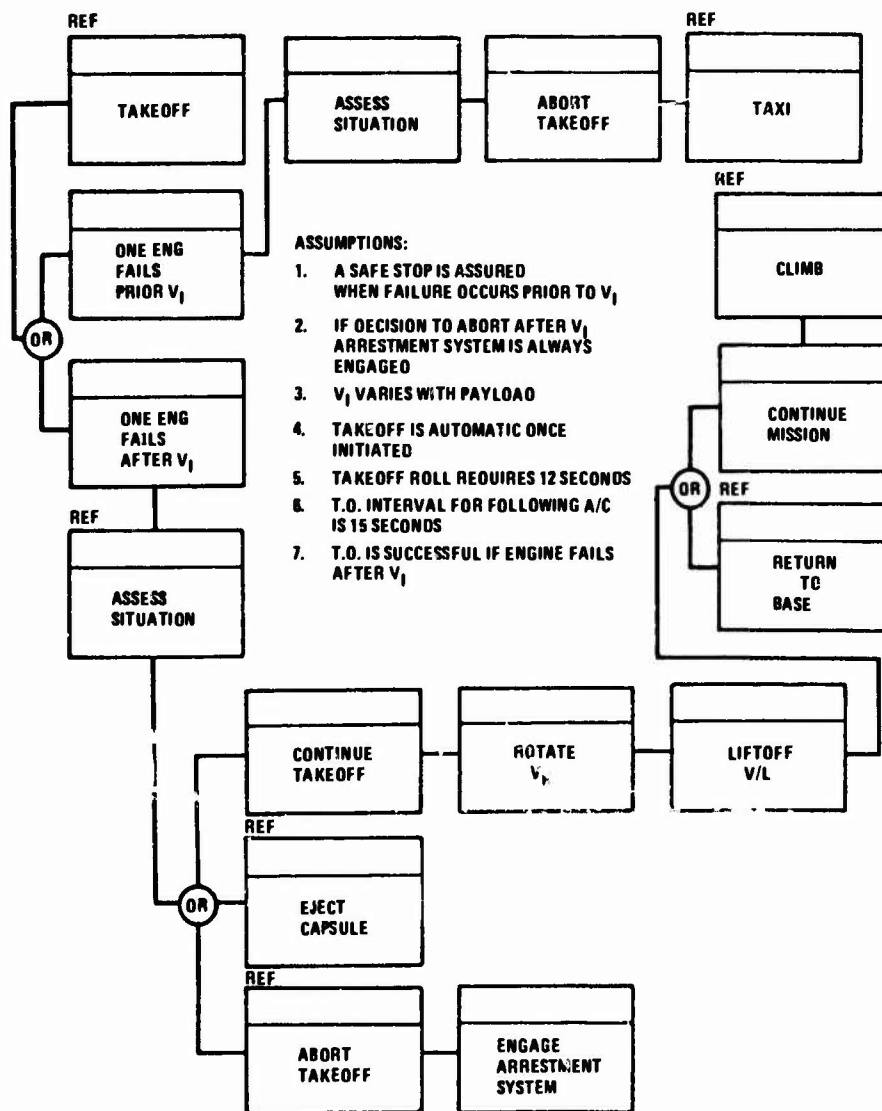 REF
TAKEOFF
ASSESS
SITUATION
ABORT
TAKEOFF
REF
TAXI
ONE ENG
FAILS
PRIOR V₁
OR
ONE ENG
FAILS
AFTER V₁
REF
ASSESS
SITUATION
ASSUMPTIONS:
1. A SAFE STOP IS ASSURED
WHEN FAILURE OCCURS PRIOR TO V₁
2. IF DECISION TO ABORT AFTER V₁
ARRESTMENT SYSTEM IS ALWAYS
ENGAGED
3. V₁ VARIES WITH PAYLOAD
4. TAKEOFF IS AUTOMATIC ONCE
INITIATED
5. TAKEOFF ROLL REQUIRES 12 SECONDS
6. T.O. INTERVAL FOR FOLLOWING A/C
IS 15 SECONDS
7. T.O. IS SUCCESSFUL IF ENGINE FAILS
AFTER V₁
REF
CLIMB
CONTINUE
MISSION
OR
REF
RETURN
TO
BASE
CONTINUE
TAKEOFF
ROTATE
LIFTOFF
V/L
OR
REF
EJECT
CAPSULE
REF
ABORT
TAKEOFF
ENGAGE
ARRESTMENT
SYSTEM